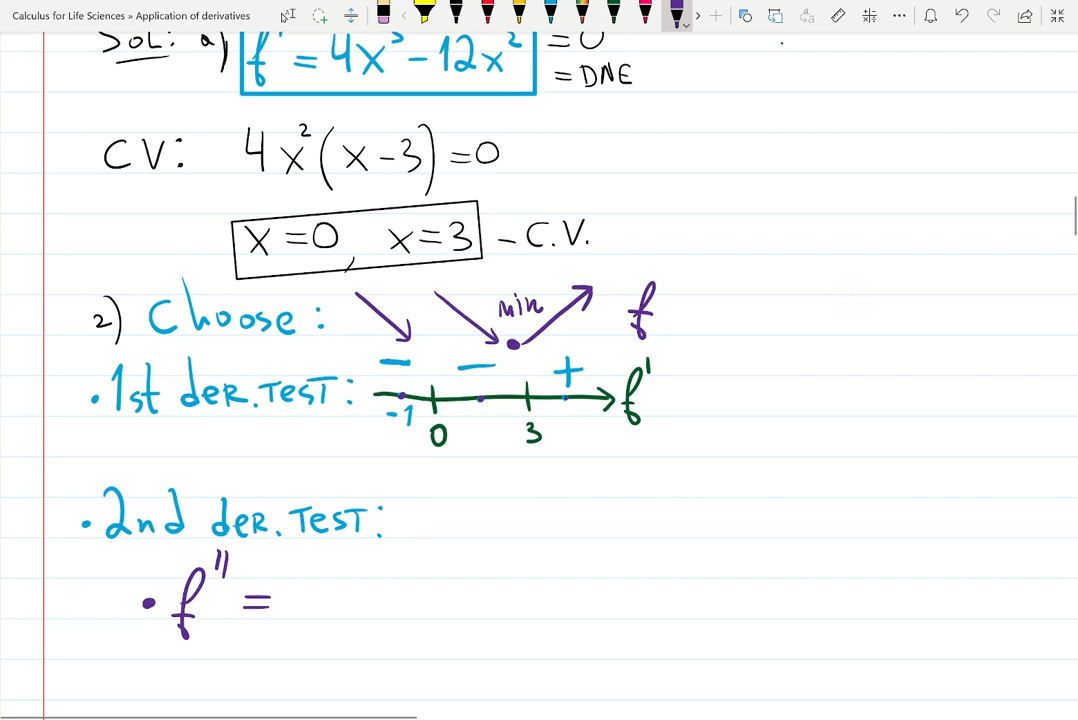 Calculus for Life Sciences » Application of derivatives
Sol: a) f' = 4x³ - 12x² = 0
= DNE
CV: 4x²(x-3) = 0
x = 0, x = 3 - C.V.
2) Choose: min f
• 1st der. Test: - - + f'
-1 0 3
• 2nd der. Test:
• f'' =